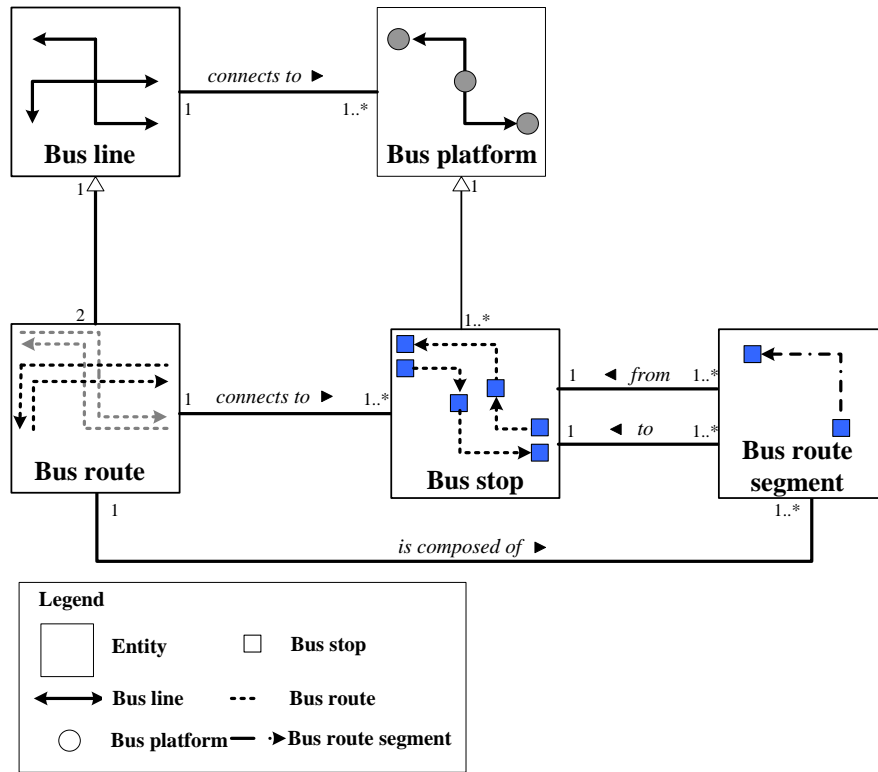 connects to ►
1
1..*
Bus line
Bus platform
1
1
2
1..*
connects to ►
1
1..*
◄ from
1
1..*
◄ to
1
1..*
Bus route
Bus stop
Bus route
segment
1
1..*
is composed of ►
Legend
Entity
Bus stop
Bus line
Bus route
Bus platform
Bus route segment